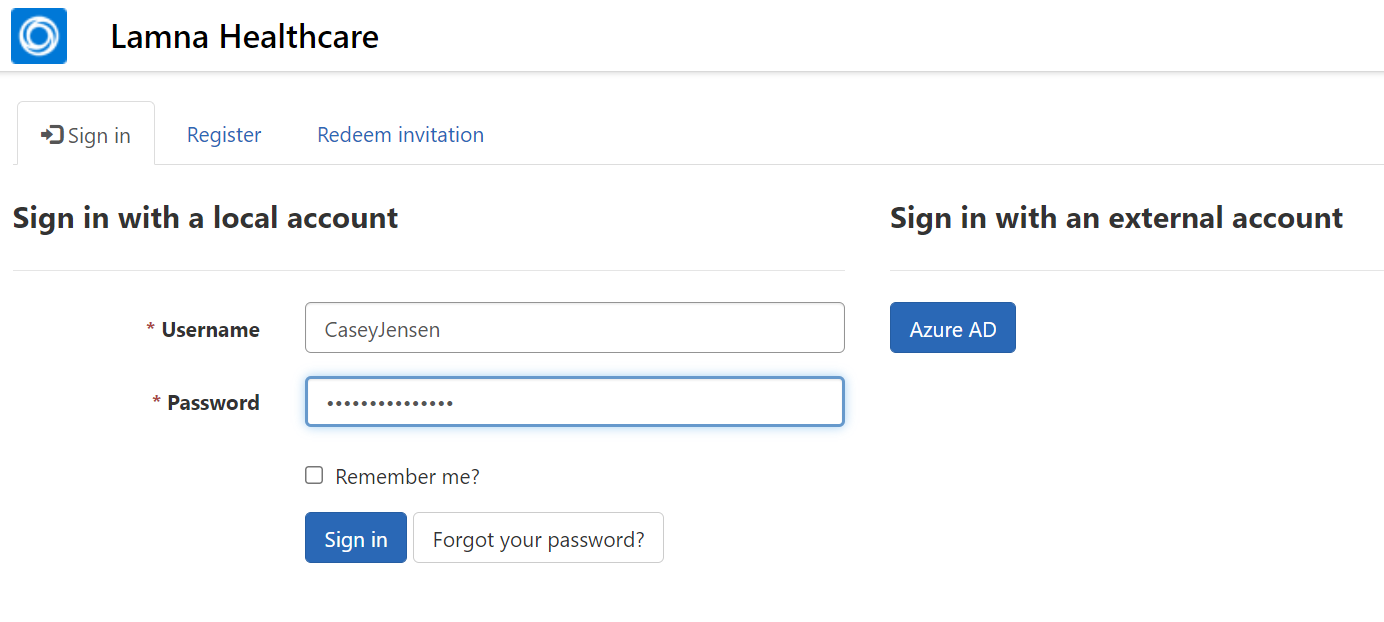 Lamna Healthcare
Sign in Register Redeem invitation
Sign in with a local account
Sign in with an external account
* Username CaseyJensen
Azure AD
* Password •••••••••••••••
Remember me?
Sign in Forgot your password?